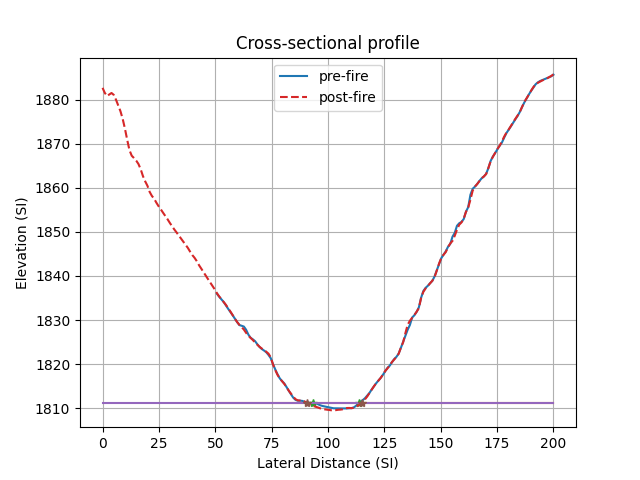 Cross-sectional profile
pre-fire
post-fire
Elevation (SI)
1880
1870
1860
1850
1840
1830
1820
1810
0 25 50 75 100 125 150 175 200
Lateral Distance (SI)